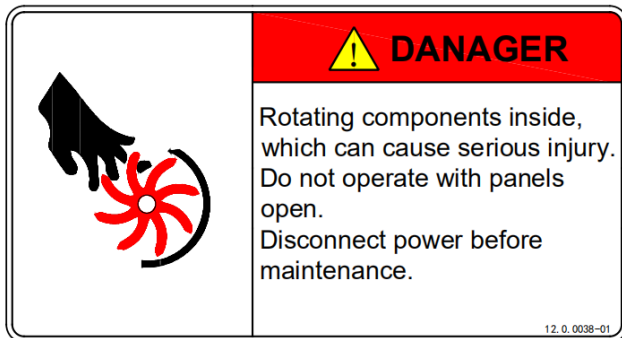 DANAGER
Rotating components inside,
which can cause serious injury.
Do not operate with panels
open.
Disconnect power before
maintenance.
12.0.0038-01